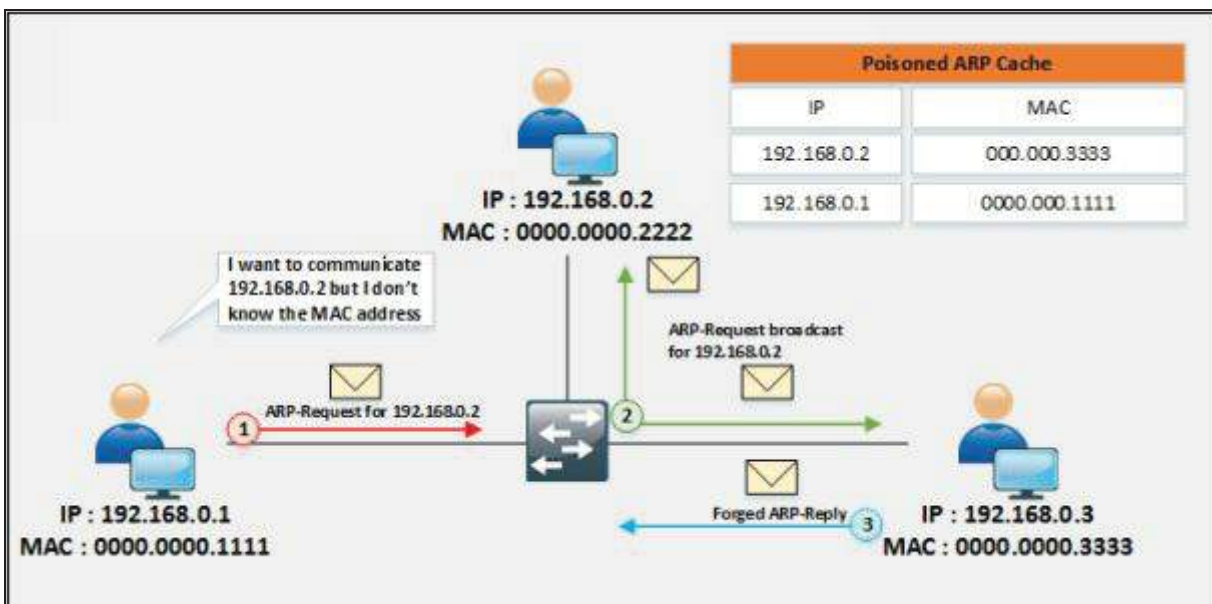 Poisoned ARP Cache
IP MAC
192.168.0.2 000.000.3333
192.168.0.1 0000.000.1111
IP : 192.168.0.2
MAC : 0000.0000.2222
I want to communicate
192.168.0.2 but I don't
know the MAC address
ARP-Request broadcast
for 192.168.0.2
ARP-Request for 192.168.0.2
1
2
Forged ARP-Reply
3
IP : 192.168.0.1
MAC : 0000.0000.1111
IP : 192.168.0.3
MAC : 0000.0000.3333